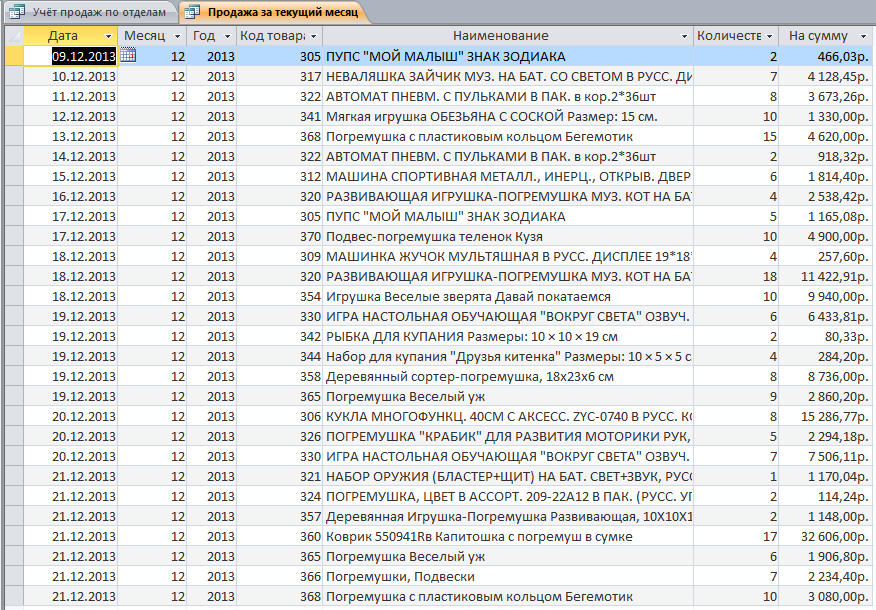 Учёт продаж по отделам Продажа за текущий месяц
Дата Месяц Год Код товара Наименование Количеств На сумму
09.12.2013 12 2013 305 ПУПС "МОЙ МАЛЫШ" ЗНАК ЗОДИАКА 2 466,03р.
10.12.2013 12 2013 317 НЕВАЛЯШКА ЗАЙЧИК МУЗ. НА БАТ. СО СВЕТОМ В РУСС. ДИ 7 4 128,45р.
11.12.2013 12 2013 322 АВТОМАТ ПНЕВМ. С ПУЛЬКАМИ В ПАК. в кор.2*36шт 8 3 673,26р.
12.12.2013 12 2013 341 Мягкая игрушка ОБЕЗЬЯНА С СОСКОЙ Размер: 15 см. 10 1 330,00р.
13.12.2013 12 2013 368 Погремушка с пластиковым кольцом Бегемотик 15 4 620,00р.
14.12.2013 12 2013 322 АВТОМАТ ПНЕВМ. С ПУЛЬКАМИ В ПАК. в кор.2*36шт 2 918,32р.
15.12.2013 12 2013 312 МАШИНА СПОРТИВНАЯ МЕТАЛЛ., ИНЕРЦ., ОТКРЫВ. ДВЕР 6 1 814,40р.
16.12.2013 12 2013 320 РАЗВИВАЮЩАЯ ИГРУШКА-ПОГРЕМУШКА МУЗ. КОТ НА БАТ 4 2 538,42р.
17.12.2013 12 2013 305 ПУПС "МОЙ МАЛЫШ" ЗНАК ЗОДИАКА 5 1 165,08р.
17.12.2013 12 2013 370 Подвес-погремушка теленок Кузя 10 4 900,00р.
18.12.2013 12 2013 309 МАШИНКА ЖУЧОК МУЛЬТЯШНАЯ В РУСС. ДИСПЛЕЕ 19*18* 4 257,60р.
18.12.2013 12 2013 320 РАЗВИВАЮЩАЯ ИГРУШКА-ПОГРЕМУШКА МУЗ. КОТ НА БАТ 18 11 422,91р.
18.12.2013 12 2013 354 Игрушка Веселые зверята Давай покатаемся 10 9 940,00р.
19.12.2013 12 2013 330 ИГРА НАСТОЛЬНАЯ ОБУЧАЮЩАЯ "ВОКРУГ СВЕТА" ОЗВУЧ. 6 6 433,81р.
19.12.2013 12 2013 342 РЫБКА ДЛЯ КУПАНИЯ Размеры: 10 × 10 × 19 см 2 80,33р.
19.12.2013 12 2013 344 Набор для купания "Друзья китенка" Размеры: 10 × 5 × 5 с 4 284,20р.
19.12.2013 12 2013 358 Деревянный сортер-погремушка, 18х23х6 см 8 8 736,00р.
19.12.2013 12 2013 365 Погремушка Веселый уж 9 2 860,20р.
20.12.2013 12 2013 306 КУКЛА МНОГОФУНКЦ. 40СМ С АКСЕСС. ZYC-0740 В РУСС. КО 8 15 286,77р.
20.12.2013 12 2013 326 ПОГРЕМУШКА "КРАБИК" ДЛЯ РАЗВИТИЯ МОТОРИКИ РУК, 5 2 294,18р.
20.12.2013 12 2013 330 ИГРА НАСТОЛЬНАЯ ОБУЧАЮЩАЯ "ВОКРУГ СВЕТА" ОЗВУЧ. 7 7 506,11р.
21.12.2013 12 2013 321 НАБОР ОРУЖИЯ (БЛАСТЕР+ЩИТ) НА БАТ. СВЕТ+ЗВУК, РУСС 1 1 170,04р.
21.12.2013 12 2013 324 ПОГРЕМУШКА, ЦВЕТ В АССОРТ. 209-22А12 В ПАК. (РУСС. УП 2 114,24р.
21.12.2013 12 2013 357 Деревянная Игрушка-Погремушка Развивающая, 10Х10Х1 2 1 148,00р.
21.12.2013 12 2013 360 Коврик 550941Rв Капитошка с погремуш в сумке 17 32 606,00р.
21.12.2013 12 2013 365 Погремушка Веселый уж 6 1 906,80р.
21.12.2013 12 2013 366 Погремушки, Подвески 7 2 234,40р.
21.12.2013 12 2013 368 Погремушка с пластиковым кольцом Бегемотик 10 3 080,00р.